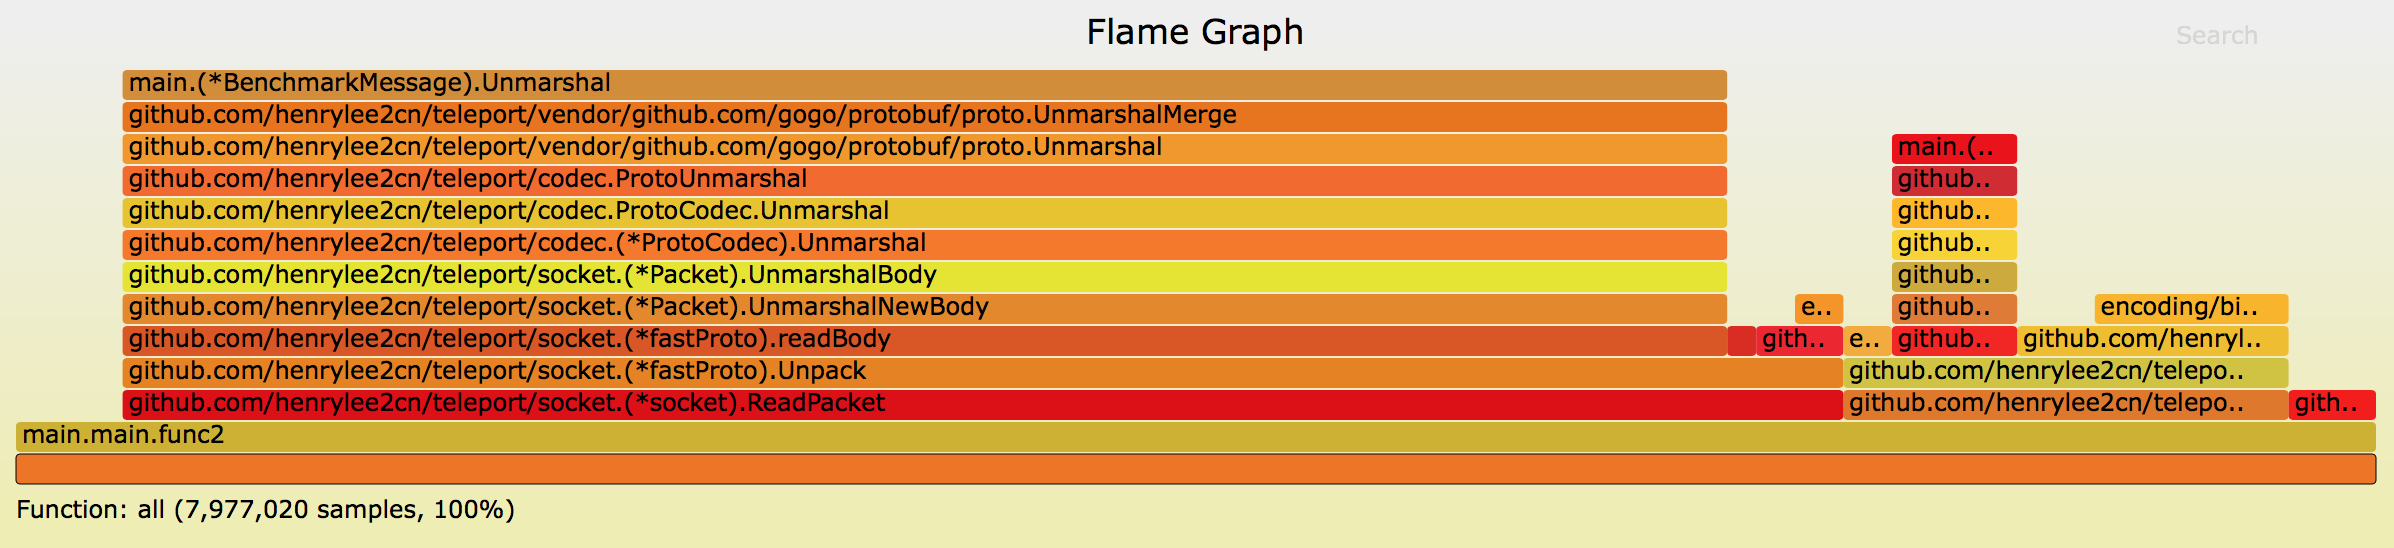 Flame Graph
Search
main.(*BenchmarkMessage).Unmarshal
github.com/henrylee2cn/teleport/vendor/github.com/gogo/protobuf/proto.UnmarshalMerge
github.com/henrylee2cn/teleport/vendor/github.com/gogo/protobuf/proto.Unmarshal main.(..
github.com/henrylee2cn/teleport/codec.ProtoUnmarshal github..
github.com/henrylee2cn/teleport/codec.ProtoCodec.Unmarshal github..
github.com/henrylee2cn/teleport/codec.(*ProtoCodec).Unmarshal github..
github.com/henrylee2cn/teleport/socket.(*Packet).UnmarshalBody github..
github.com/henrylee2cn/teleport/socket.(*Packet).UnmarshalNewBody e.. github.. encoding/bi..
github.com/henrylee2cn/teleport/socket.(*fastProto).readBody gith.. e.. github.. github.com/henryl..
github.com/henrylee2cn/teleport/socket.(*fastProto).Unpack github.com/henrylee2cn/telepo..
github.com/henrylee2cn/teleport/socket.(*socket).ReadPacket github.com/henrylee2cn/telepo.. gith..
main.main.func2
Function: all (7,977,020 samples, 100%)